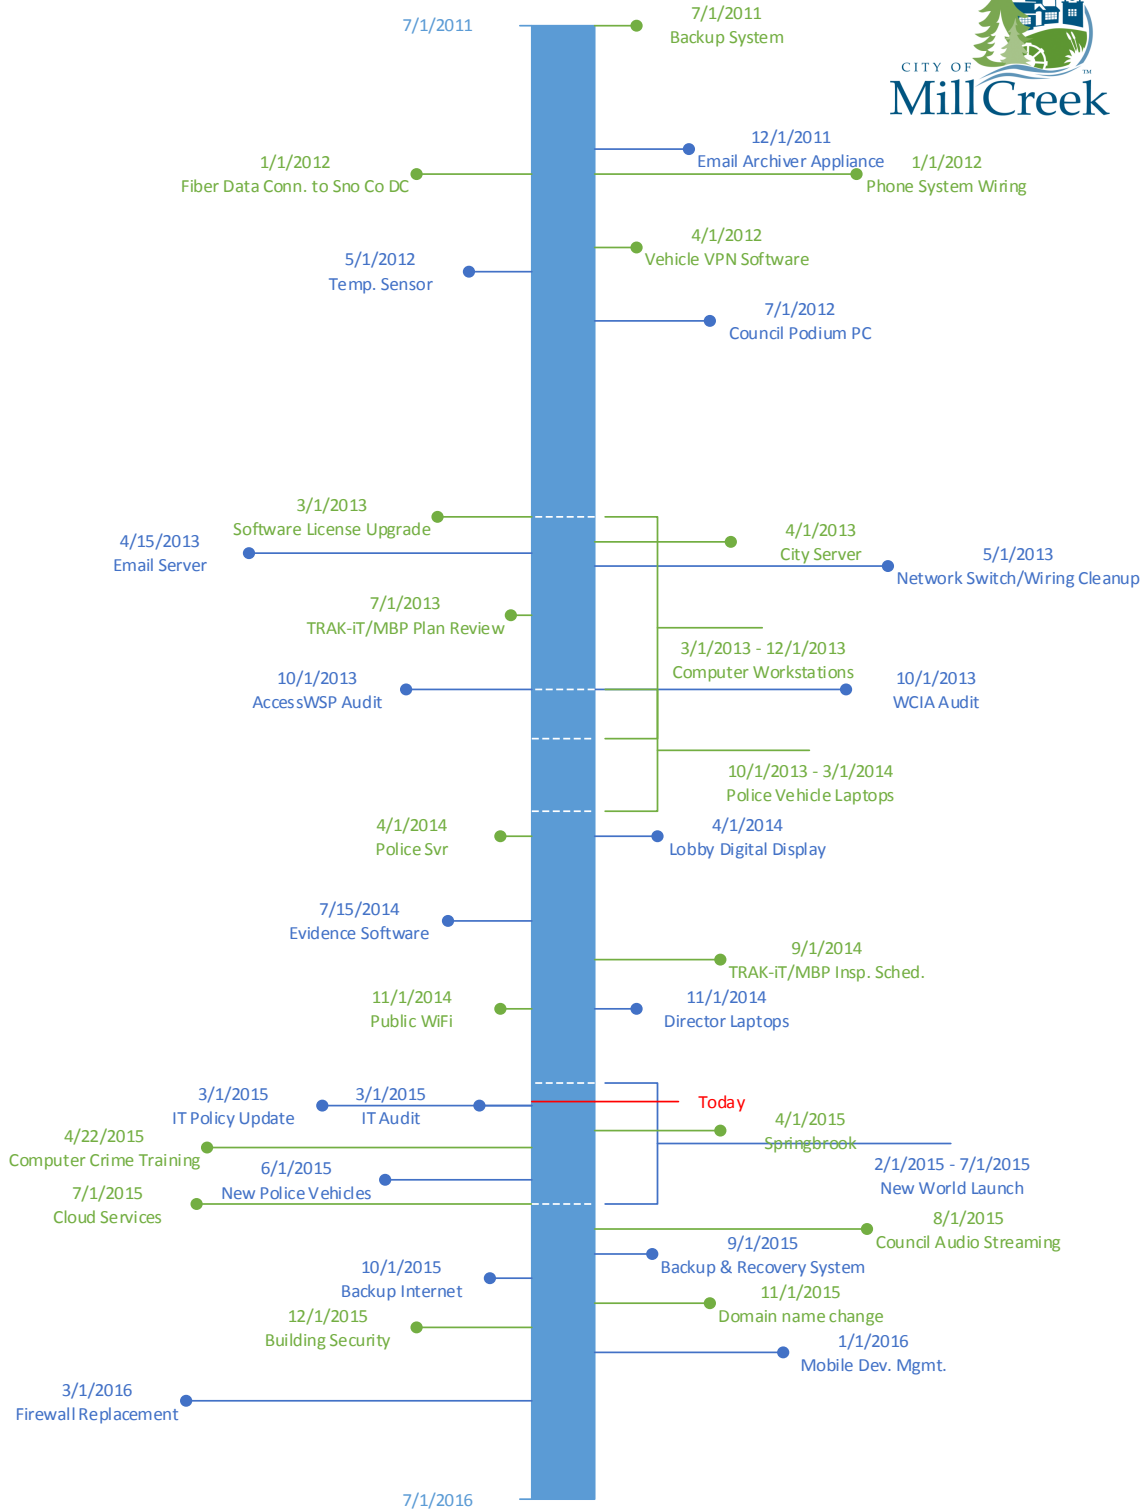 7/1/2011
7/1/2011
Backup System
CITY OF
Mill Creek
TM
12/1/2011
Email Archiver Appliance
1/1/2012
Fiber Data Conn. to Sno Co DC
1/1/2012
Phone System Wiring
4/1/2012
Vehicle VPN Software
5/1/2012
Temp. Sensor
7/1/2012
Council Podium PC
3/1/2013
Software License Upgrade
4/1/2013
City Server
4/15/2013
Email Server
5/1/2013
Network Switch/Wiring Cleanup
7/1/2013
TRAK-iT/MBP Plan Review
3/1/2013 - 12/1/2013
Computer Workstations
10/1/2013
AccessWSP Audit
10/1/2013
WCIA Audit
10/1/2013 - 3/1/2014
Police Vehicle Laptops
4/1/2014
Police Svr
4/1/2014
Lobby Digital Display
7/15/2014
Evidence Software
9/1/2014
TRAK-iT/MBP Insp. Sched.
11/1/2014
Public WiFi
11/1/2014
Director Laptops
3/1/2015
IT Policy Update
3/1/2015
IT Audit
Today
4/1/2015
Springbrook
4/22/2015
Computer Crime Training
2/1/2015 - 7/1/2015
New World Launch
6/1/2015
New Police Vehicles
7/1/2015
Cloud Services
8/1/2015
Council Audio Streaming
9/1/2015
Backup & Recovery System
10/1/2015
Backup Internet
11/1/2015
Domain name change
12/1/2015
Building Security
1/1/2016
Mobile Dev. Mgmt.
3/1/2016
Firewall Replacement
7/1/2016